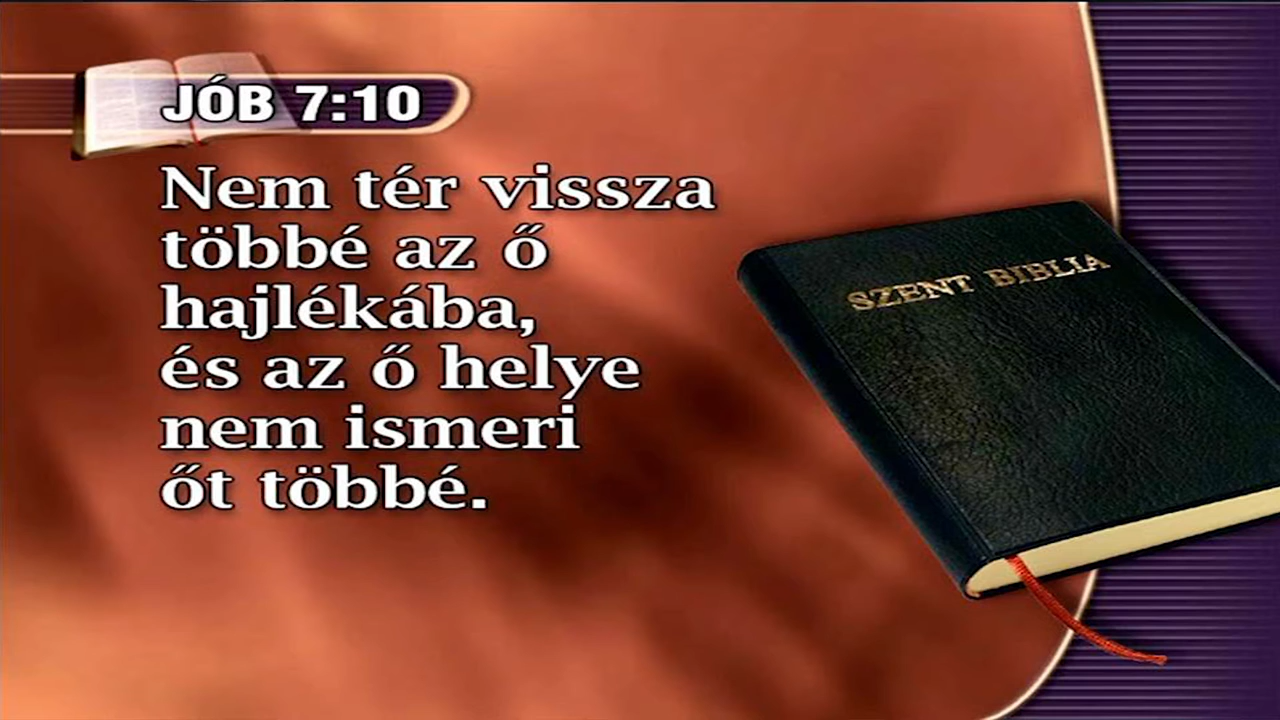 JÓB 7:10
Nem tér vissza
többé az ő
hajlékába,
és az ő helye
nem ismeri
őt többé.
SZENT BIBLIA